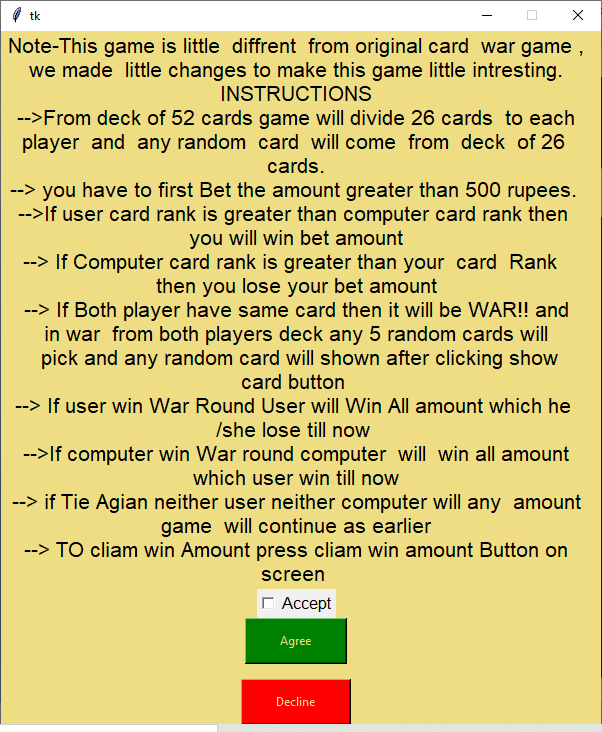 tk
Note-This game is little  diffrent  from original card  war game ,
we made  little changes to make this game little intresting.
INSTRUCTIONS
-->From deck of 52 cards game will divide 26 cards  to each
player  and  any random  card  will come  from  deck  of 26
cards.
--> you have to first Bet the amount greater than 500 rupees.
-->If user card rank is greater than computer card rank then
you will win bet amount
--> If Computer card rank is greater than your  card  Rank
then you lose your bet amount
--> If Both player have same card then it will be WAR!! and
in war  from both players deck any 5 random cards will
pick and any random card will shown after clicking show
card button
--> If user win War Round User will Win All amount which he
/she lose till now
-->If computer win War round computer  will  win all amount
which user win till now
--> if Tie Agian neither user neither computer will any  amount
game  will continue as earlier
--> TO cliam win Amount press cliam win amount Button on
screen
Accept
Agree
Decline